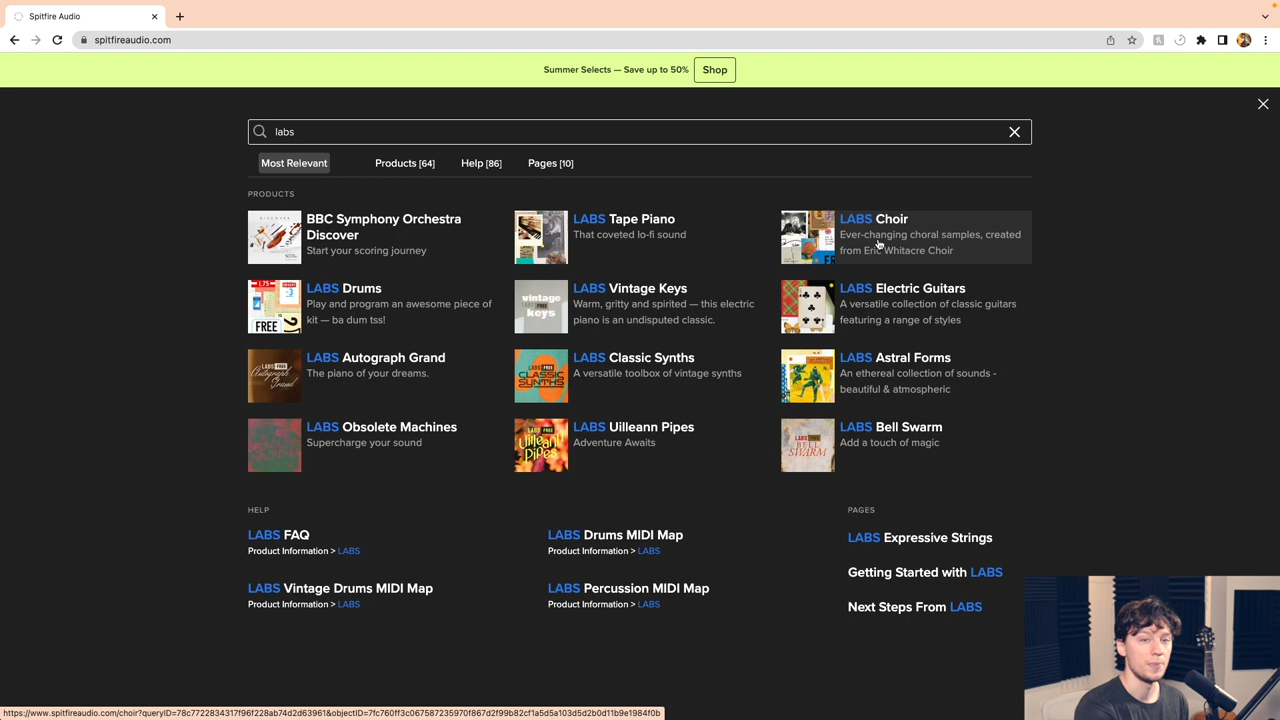 Spitfire Audio
spitfireaudio.com
Summer Selects — Save up to 50%
Shop
labs
Most Relevant
Products [64]
Help [86]
Pages [10]
PRODUCTS
BBC Symphony Orchestra
Discover
Start your scoring journey
LABS Tape Piano
That coveted lo-fi sound
LABS Choir
Ever-changing choral samples, created
from Eric Whitacre Choir
LABS Drums
Play and program an awesome piece of
kit — ba dum tss!
LABS Vintage Keys
Warm, gritty and spirited — this electric
piano is an undisputed classic.
LABS Electric Guitars
A versatile collection of classic guitars
featuring a range of styles
LABS Autograph Grand
The piano of your dreams.
LABS Classic Synths
A versatile toolbox of vintage synths
LABS Astral Forms
An ethereal collection of sounds -
beautiful & atmospheric
LABS Obsolete Machines
Supercharge your sound
LABS Uilleann Pipes
Adventure Awaits
LABS Bell Swarm
Add a touch of magic
HELP
LABS FAQ
Product Information > LABS
LABS Drums MIDI Map
Product Information > LABS
LABS Vintage Drums MIDI Map
Product Information > LABS
LABS Percussion MIDI Map
Product Information > LABS
PAGES
LABS Expressive Strings
Getting Started with LABS
Next Steps From LABS
https://www.spitfireaudio.com/choir?queryID=78c7722834317f96f228ab74d2d63961&objectID=7fc760ff3c067587235970f867d2f99b82cf1a5d5a103d5d2b0d11b9e1984f0b